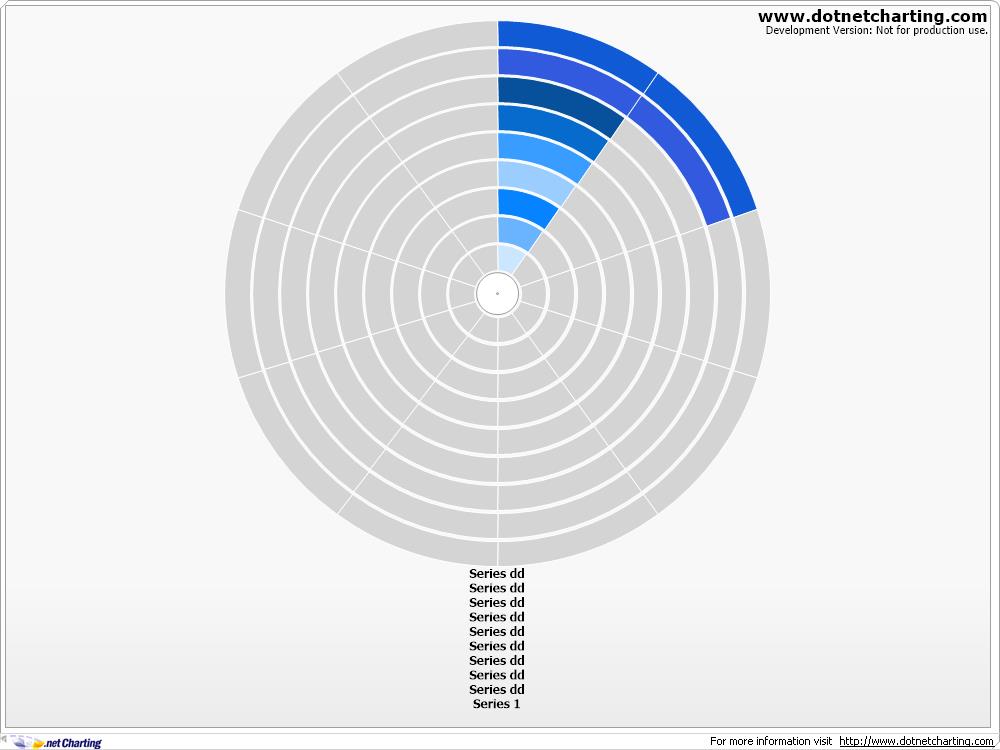 www.dotnetcharting.com
Development Version: Not for production use.
Series dd
Series dd
Series dd
Series dd
Series dd
Series dd
Series dd
Series dd
Series dd
Series 1
.net Charting
For more information visit http://www.dotnetcharting.com